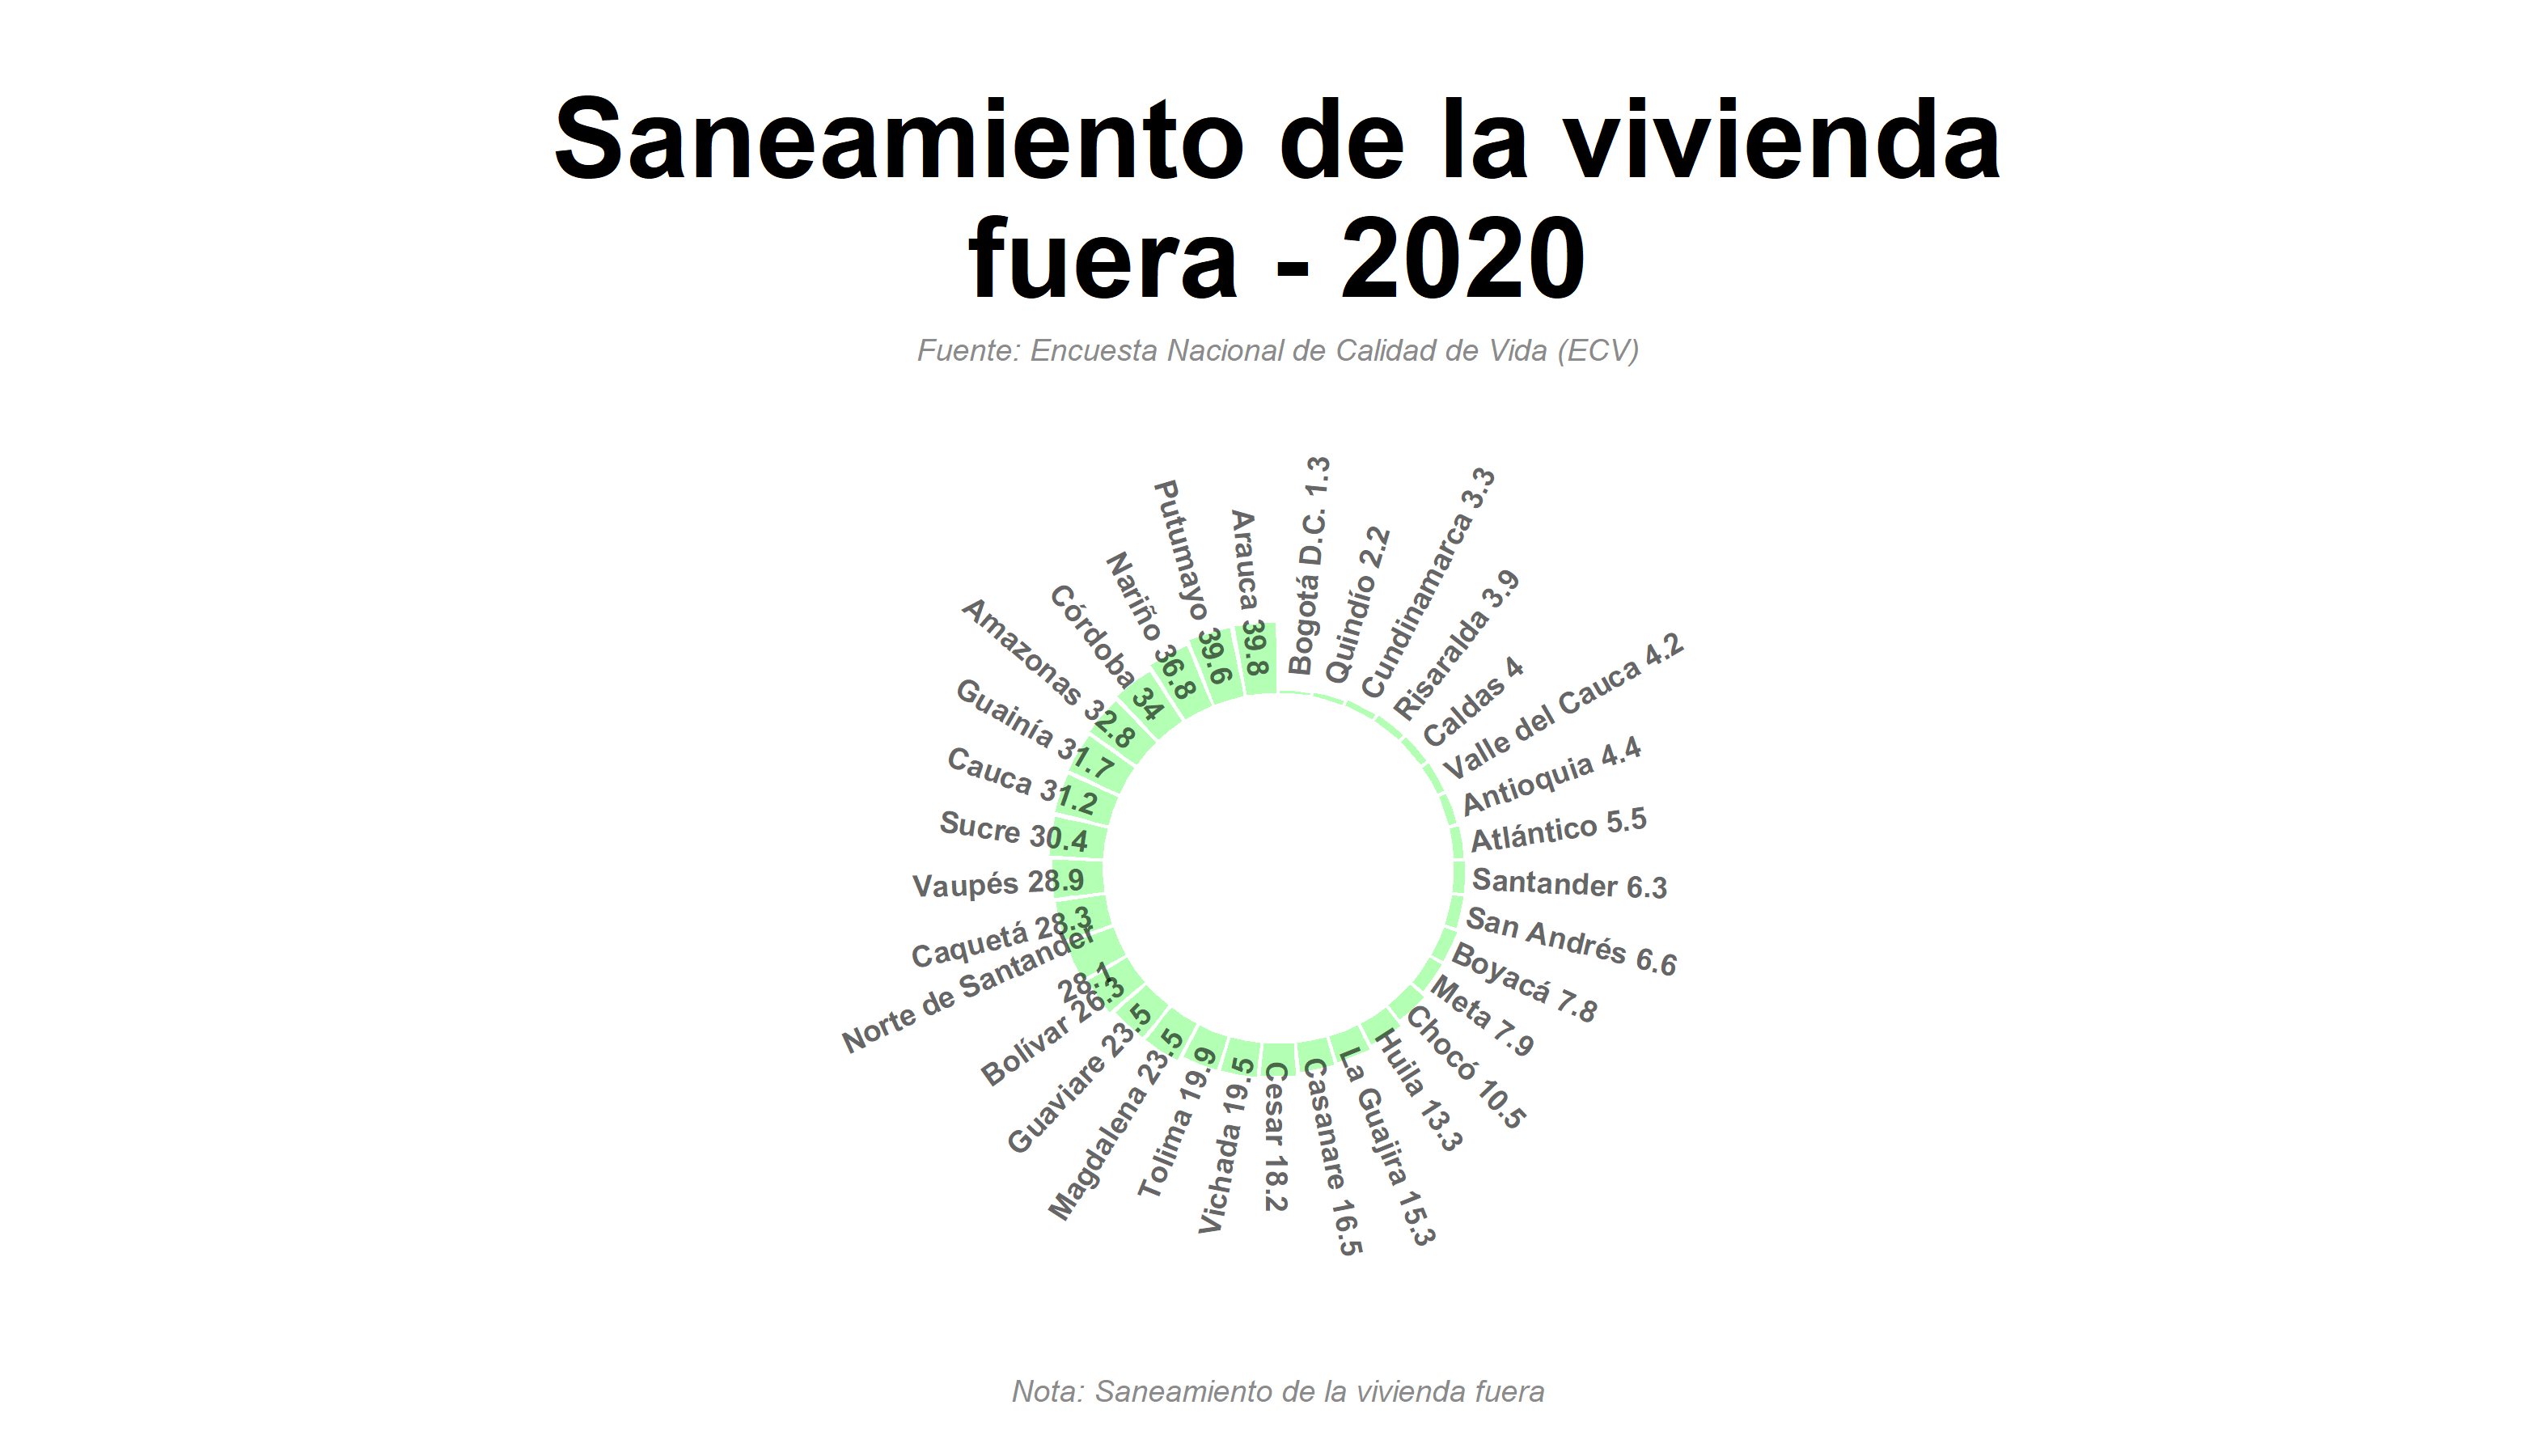 Saneamiento de la vivienda
fuera - 2020
Fuente: Encuesta Nacional de Calidad de Vida (ECV)
Bogotá D.C. 1.3
Quindío 2.2
Cundinamarca 3.3
Risaralda 3.9
Caldas 4
Valle del Cauca 4.2
Antioquia 4.4
Atlántico 5.5
Santander 6.3
San Andrés 6.6
Boyacá 7.8
Meta 7.9
Chocó 10.5
Huila 13.3
La Guajira 15.3
Casanare 16.5
Cesar 18.2
Vichada 19.5
Tolima 19.9
Magdalena 23.5
Guaviare 23.5
Bolívar 26.3
Norte de Santander
28.1
Caquetá 28.3
Vaupés 28.9
Sucre 30.4
Cauca 31.2
Guainía 31.7
Amazonas 32.8
Córdoba 34
Nariño 36.8
Putumayo 39.6
Arauca 39.8
Nota: Saneamiento de la vivienda fuera